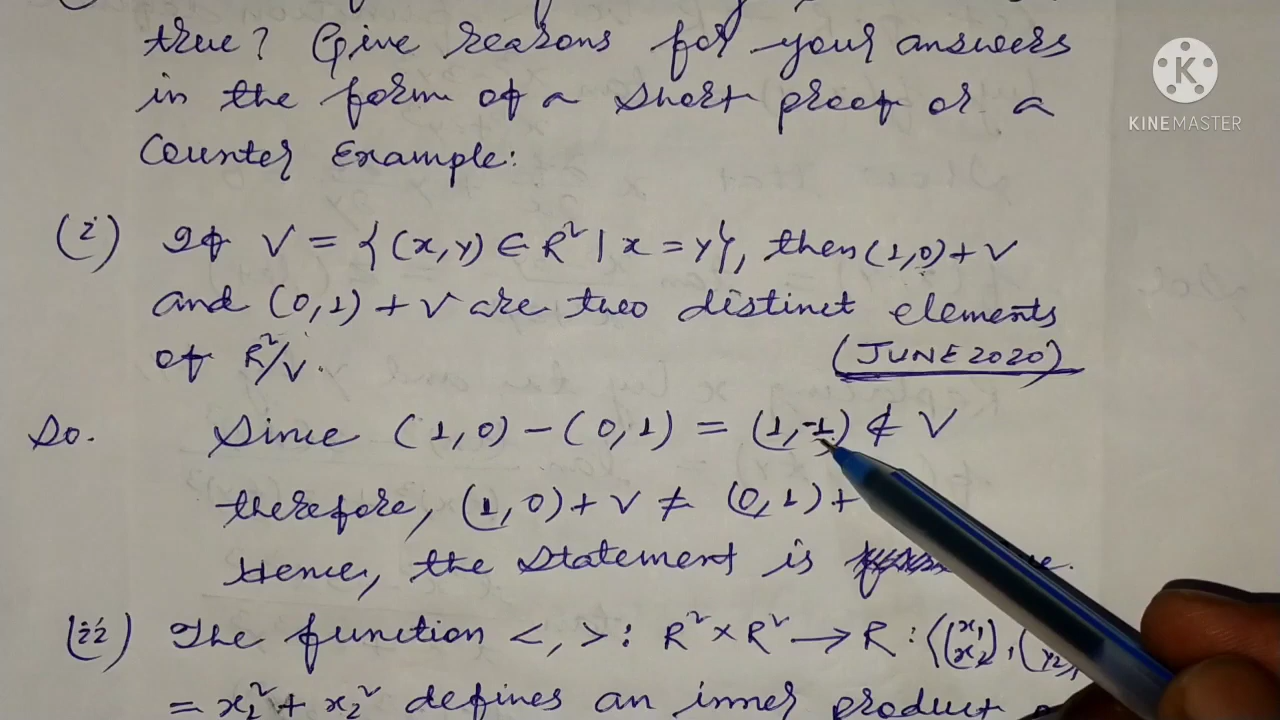 true? Give reasons for your answers
in the form of a short proof or a
Counter Example:
K
KINEMASTER
(i) If V = {(x,y) ∈ R² | x = y}, then (1,0) + V
and (0,1) + V are two distinct elements
of R²/V.
(JUNE 2020)
So. Since (1,0) - (0,1) = (1,-1) ∉ V
therefore, (1,0) + V ≠ (0,1) +
Hence, the statement is
(ii) The function <, >: R² × R² → R : ⟨(x₁ x₂), (
= x₁² + x₂² defines an inner product